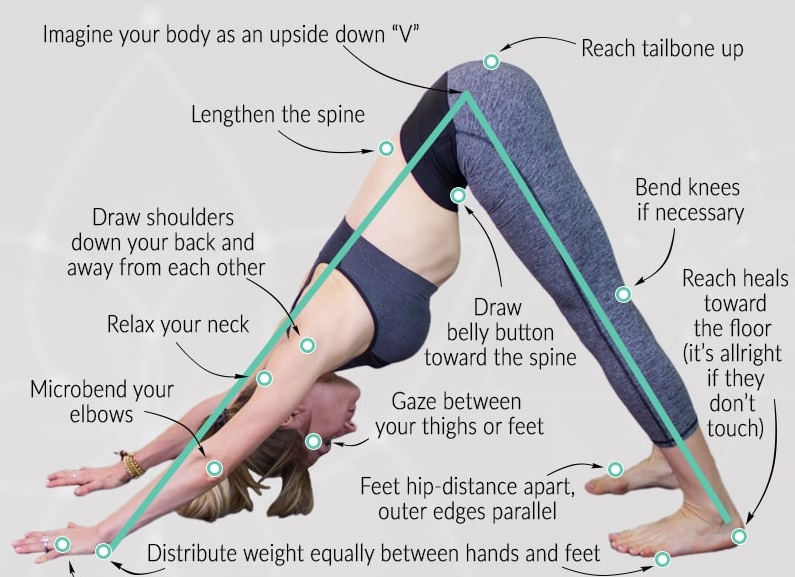 Imagine your body as an upside down “V”
Reach tailbone up
Lengthen the spine
Bend knees
if necessary
Draw shoulders
down your back and
away from each other
Reach heals
toward
the floor
(it’s allright
if they
don’t
touch)
Draw
belly button
toward the spine
Relax your neck
Microbend your
elbows
Gaze between
your thighs or feet
Feet hip-distance apart,
outer edges parallel
Distribute weight equally between hands and feet